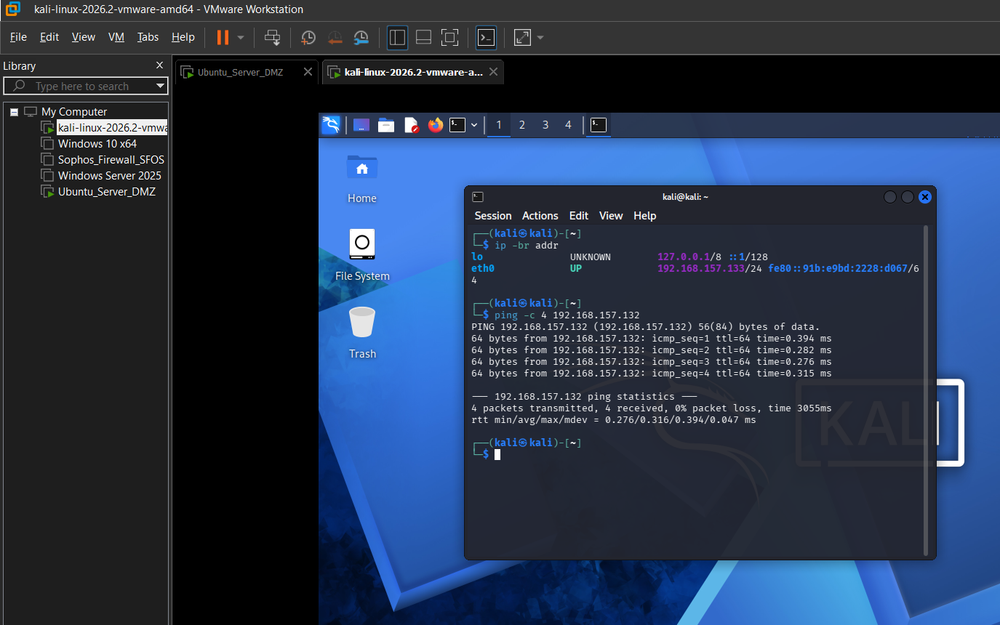 kali-linux-2026.2-vmware-amd64 - VMware Workstation
File Edit View VM Tabs Help
Library
Type here to search
My Computer
kali-linux-2026.2-vmwa
Windows 10 x64
Sophos_Firewall_SFOS
Windows Server 2025
Ubuntu_Server_DMZ
Ubuntu_Server_DMZ
kali-linux-2026.2-vmware-a...
1 2 3 4
Home
File System
Trash
kali@kali: ~
Session Actions Edit View Help
┌──(kali㉿kali)-[~]
└─$ ip -br addr
lo UNKNOWN 127.0.0.1/8 ::1/128
eth0 UP 192.168.157.133/24 fe80::91b:e9bd:2228:d067/6
4
┌──(kali㉿kali)-[~]
└─$ ping -c 4 192.168.157.132
PING 192.168.157.132 (192.168.157.132) 56(84) bytes of data.
64 bytes from 192.168.157.132: icmp_seq=1 ttl=64 time=0.394 ms
64 bytes from 192.168.157.132: icmp_seq=2 ttl=64 time=0.282 ms
64 bytes from 192.168.157.132: icmp_seq=3 ttl=64 time=0.276 ms
64 bytes from 192.168.157.132: icmp_seq=4 ttl=64 time=0.315 ms
--- 192.168.157.132 ping statistics ---
4 packets transmitted, 4 received, 0% packet loss, time 3055ms
rtt min/avg/max/mdev = 0.276/0.316/0.394/0.047 ms
┌──(kali㉿kali)-[~]
└─$
KALI